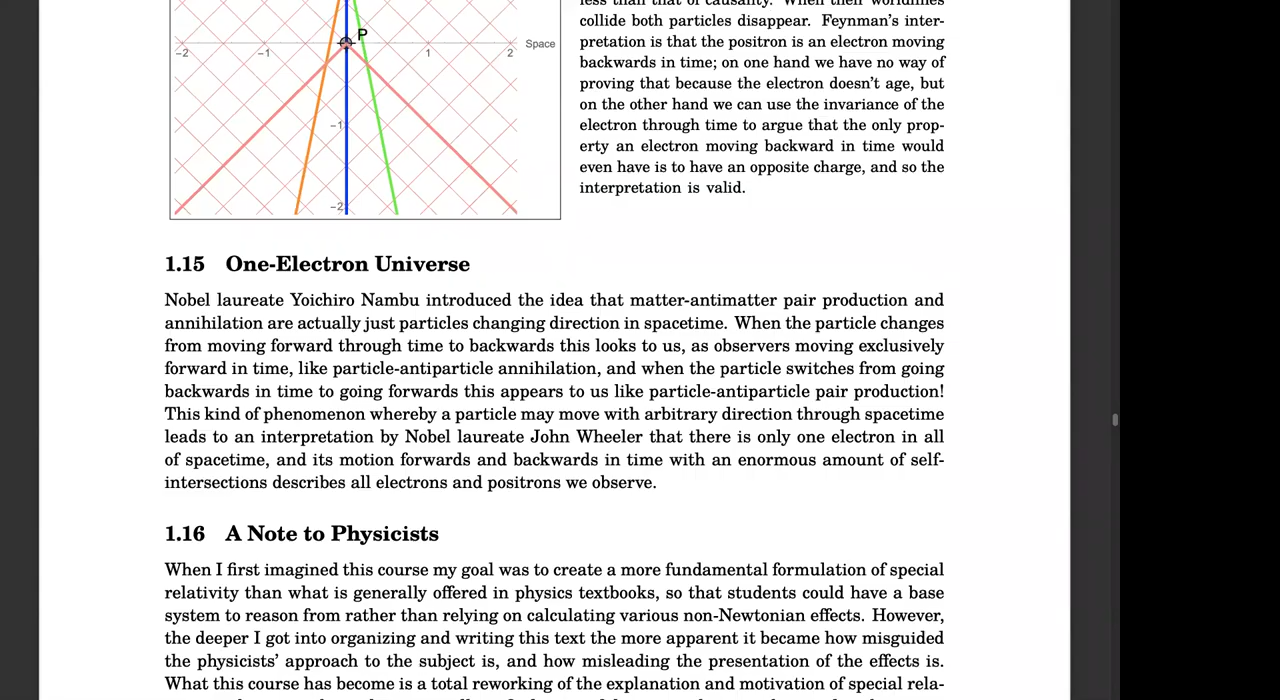 less than that of causality. When their worldlines
collide both particles disappear. Feynman's inter-
pretation is that the positron is an electron moving
backwards in time; on one hand we have no way of
proving that because the electron doesn't age, but
on the other hand we can use the invariance of the
electron through time to argue that the only prop-
erty an electron moving backward in time would
even have is to have an opposite charge, and so the
interpretation is valid.
P
Space
-2
-1
1
2
-1
-2
1.15 One-Electron Universe
Nobel laureate Yoichiro Nambu introduced the idea that matter-antimatter pair production and
annihilation are actually just particles changing direction in spacetime. When the particle changes
from moving forward through time to backwards this looks to us, as observers moving exclusively
forward in time, like particle-antiparticle annihilation, and when the particle switches from going
backwards in time to going forwards this appears to us like particle-antiparticle pair production!
This kind of phenomenon whereby a particle may move with arbitrary direction through spacetime
leads to an interpretation by Nobel laureate John Wheeler that there is only one electron in all
of spacetime, and its motion forwards and backwards in time with an enormous amount of self-
intersections describes all electrons and positrons we observe.
1.16 A Note to Physicists
When I first imagined this course my goal was to create a more fundamental formulation of special
relativity than what is generally offered in physics textbooks, so that students could have a base
system to reason from rather than relying on calculating various non-Newtonian effects. However,
the deeper I got into organizing and writing this text the more apparent it became how misguided
the physicists' approach to the subject is, and how misleading the presentation of the effects is.
What this course has become is a total reworking of the explanation and motivation of special rela-